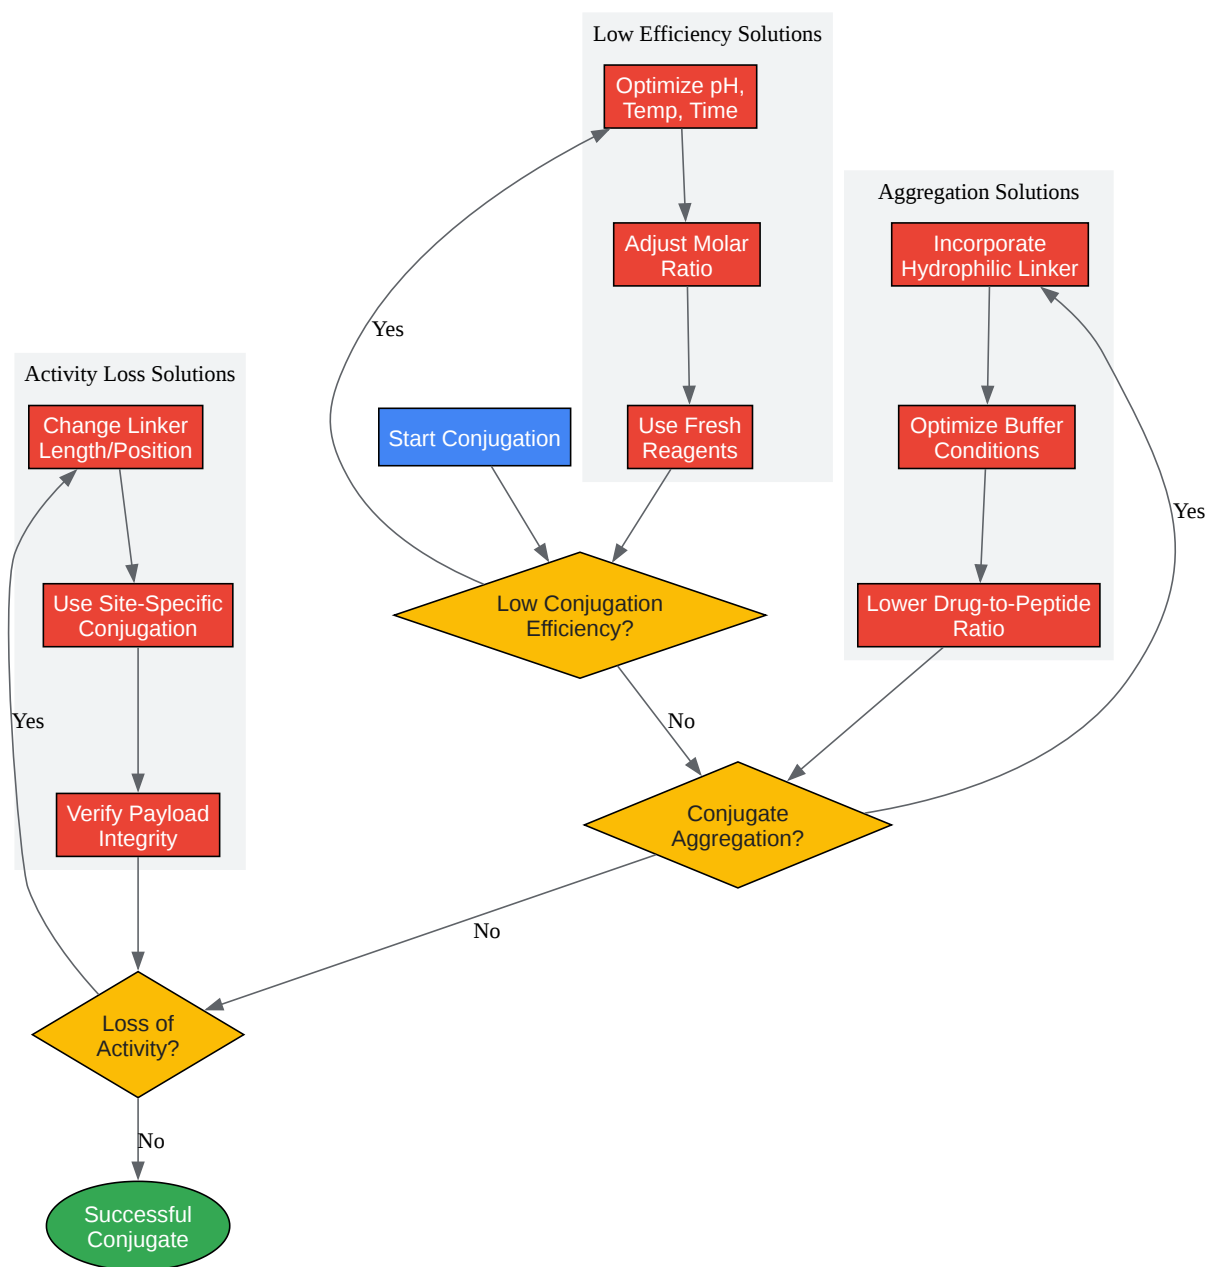 Low Efficiency Solutions
Optimize pH,
Temp, Time
Adjust Molar
Ratio
Use Fresh
Reagents
Aggregation Solutions
Incorporate
Hydrophilic Linker
Optimize Buffer
Conditions
Lower Drug-to-Peptide
Ratio
Yes
Yes
Activity Loss Solutions
Change Linker
Length/Position
Use Site-Specific
Conjugation
Verify Payload
Integrity
Yes
Start Conjugation
Low Conjugation
Efficiency?
No
Conjugate
Aggregation?
No
Loss of
Activity?
No
Successful
Conjugate